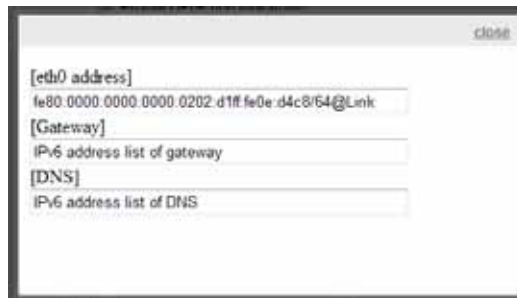 close
[eth0 address]
fe80:0000:0000:0000:0202:d1ff:fe0e:d4c8/64@Link
[Gateway]
IPv6 address list of gateway
[DNS]
IPv6 address list of DNS